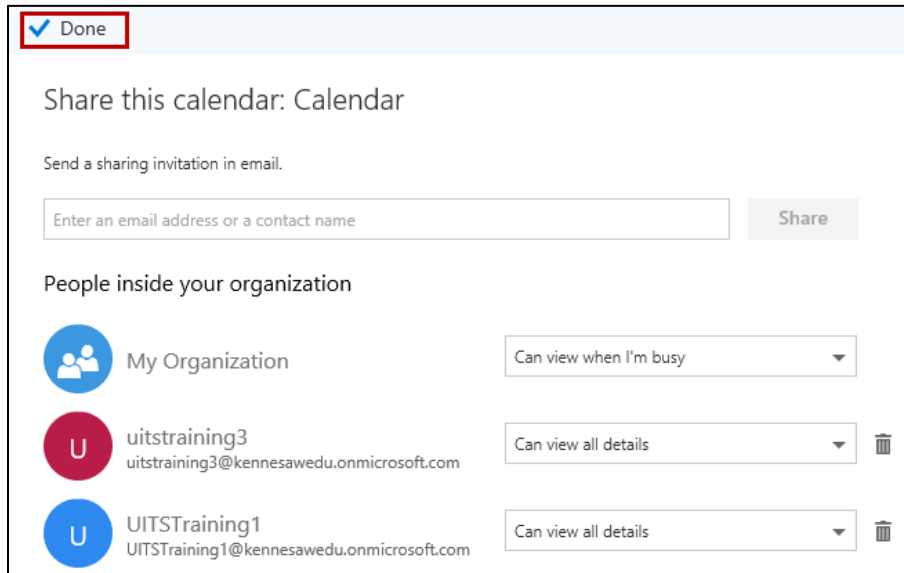 Done
Share this calendar: Calendar
Send a sharing invitation in email.
Enter an email address or a contact name
Share
People inside your organization
My Organization
Can view when I'm busy
U
uitstraining3
uitstraining3@kennesawedu.onmicrosoft.com
Can view all details
U
UITSTraining1
UITSTraining1@kennesawedu.onmicrosoft.com
Can view all details